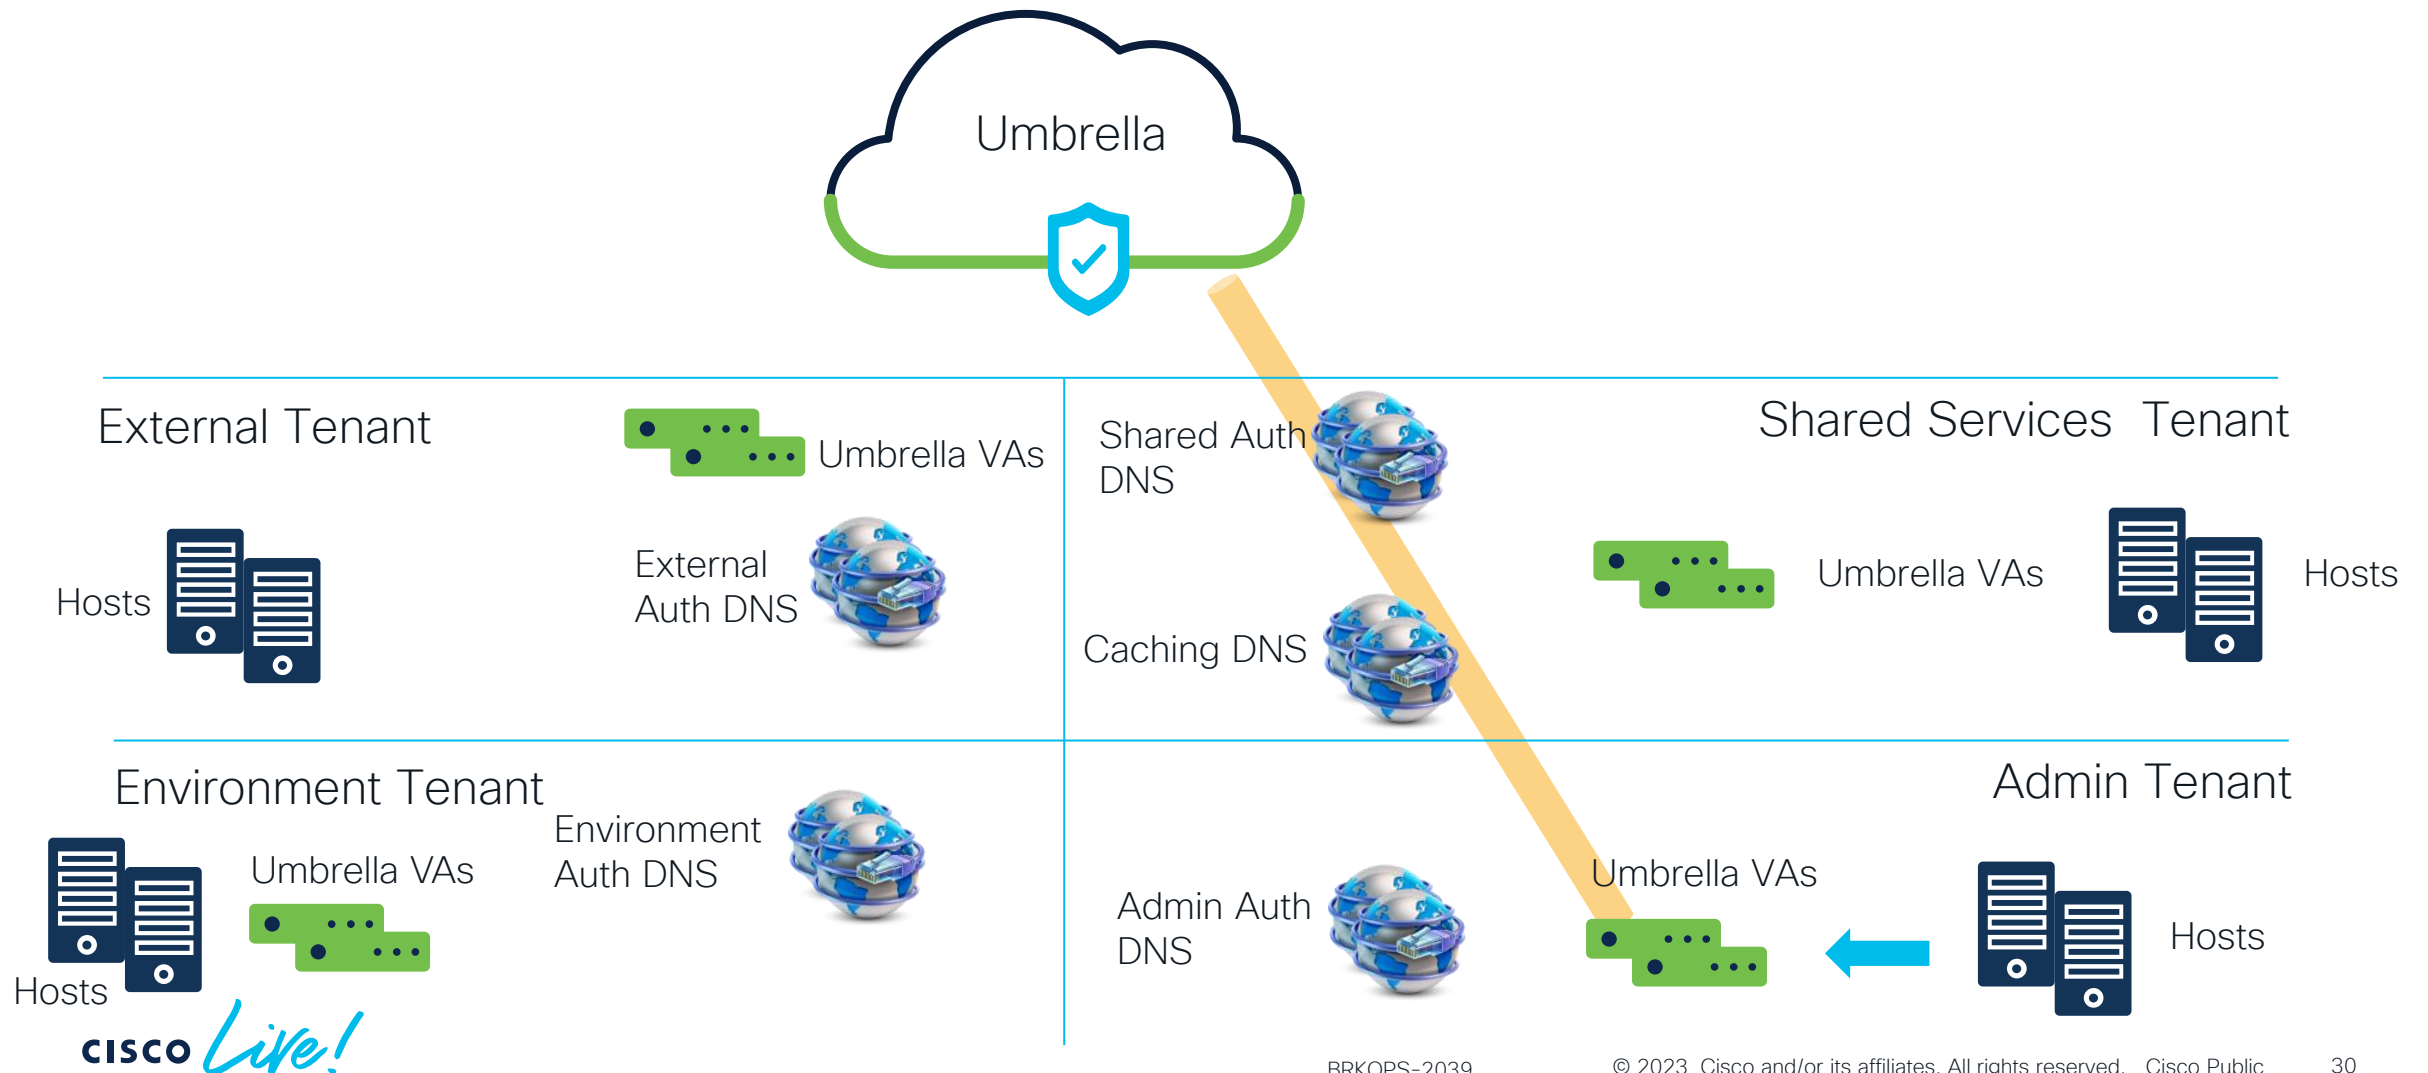 Umbrella
External Tenant
Umbrella VAs
External
Auth DNS
Hosts
Shared Auth
DNS
Shared Services Tenant
Umbrella VAs
Hosts
Caching DNS
Environment Tenant
Environment
Auth DNS
Umbrella VAs
Hosts
Admin Tenant
Umbrella VAs
Admin Auth
DNS
Hosts
CISCO Live!
BRKOPS-2039
© 2023 Cisco and/or its affiliates. All rights reserved. Cisco Public
30